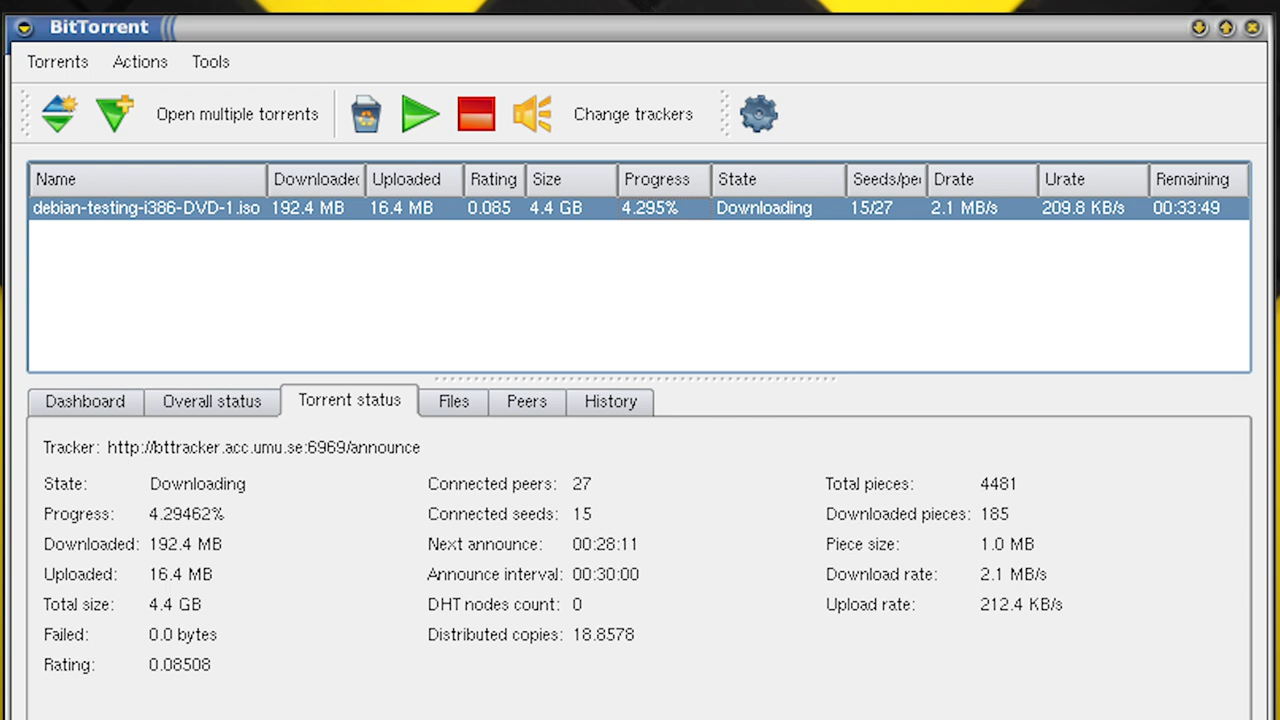 BitTorrent
Torrents Actions Tools
Open multiple torrents Change trackers
Name Downloaded Uploaded Rating Size Progress State Seeds/pe Drate Urate Remaining
debian-testing-i386-DVD-1.iso 192.4 MB 16.4 MB 0.085 4.4 GB 4.295% Downloading 15/27 2.1 MB/s 209.8 KB/s 00:33:49
Dashboard Overall status Torrent status Files Peers History
Tracker: http://bttracker.acc.umu.se:6969/announce
State: Downloading Connected peers: 27 Total pieces: 4481
Progress: 4.29462% Connected seeds: 15 Downloaded pieces: 185
Downloaded: 192.4 MB Next announce: 00:28:11 Piece size: 1.0 MB
Uploaded: 16.4 MB Announce interval: 00:30:00 Download rate: 2.1 MB/s
Total size: 4.4 GB DHT nodes count: 0 Upload rate: 212.4 KB/s
Failed: 0.0 bytes Distributed copies: 18.8578
Rating: 0.08508